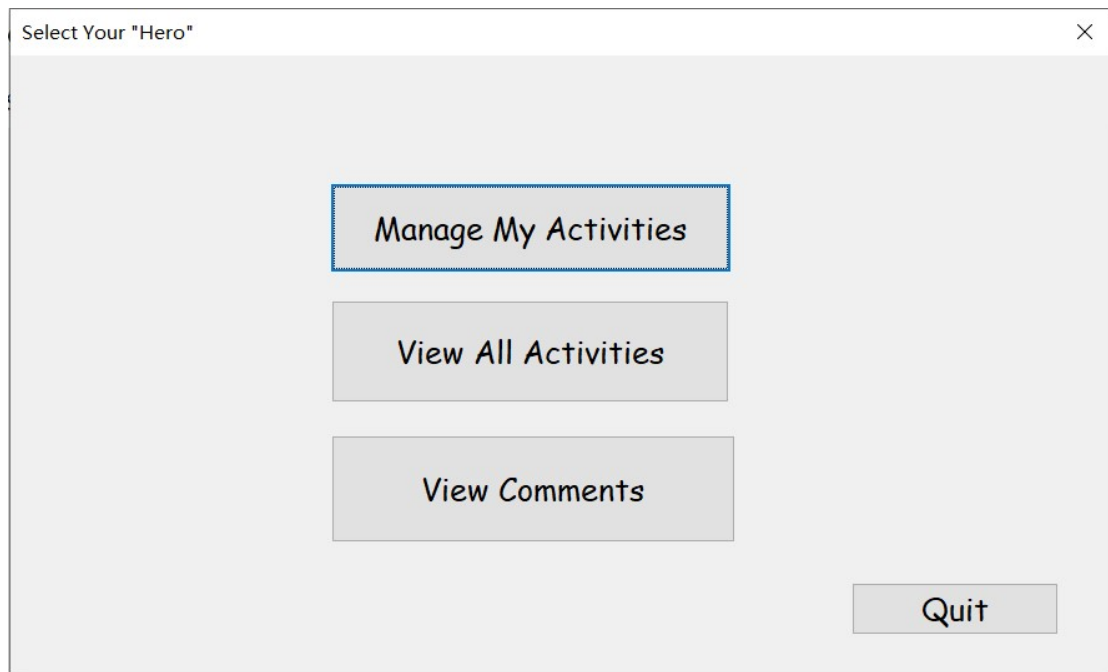 Select Your "Hero"
Manage My Activities
View All Activities
View Comments
Quit